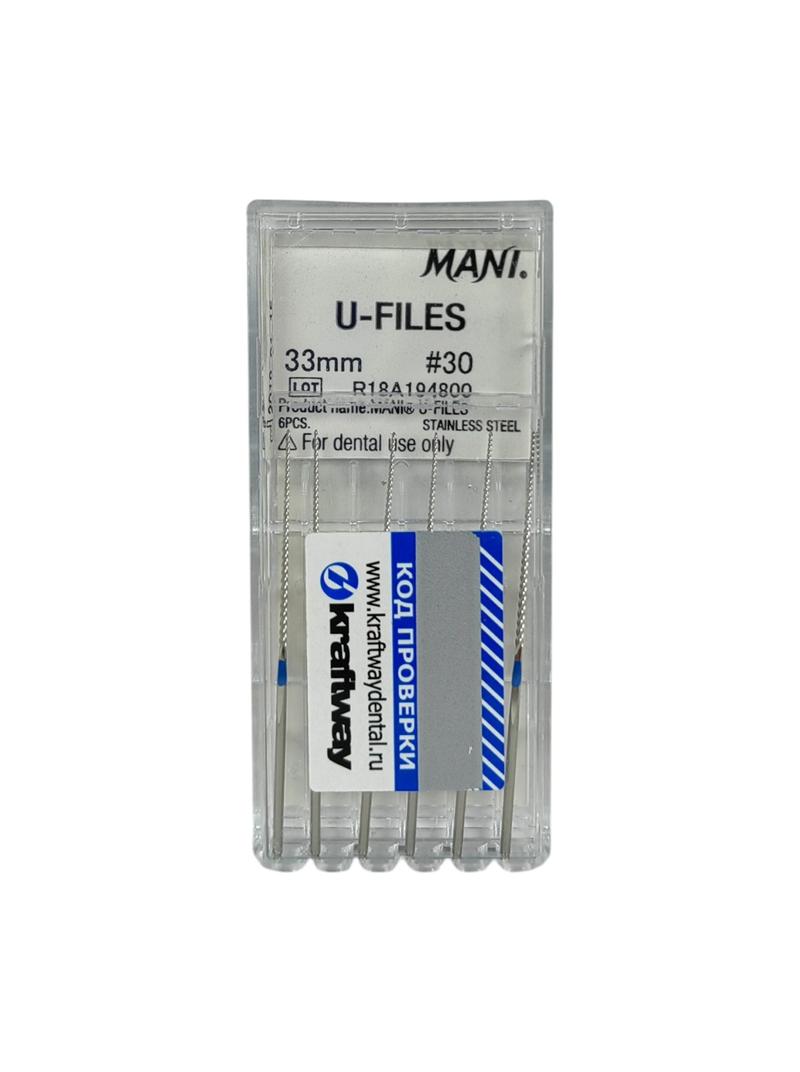 MANI.
U-FILES
33mm #30
LOT R18A194800
Product name:MANI® U-FILES
6PCS. STAINLESS STEEL
For dental use only
КОД ПРОВЕРКИ
www.kraftwaydental.ru
kraftway